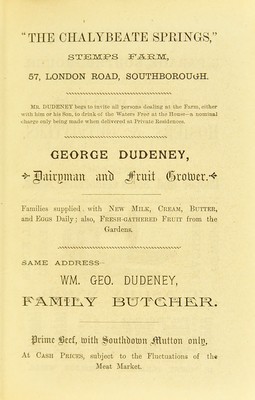 "THE CHALYBEATE SPRINGS,"
STEMPS FARM,
57, LONDON ROAD, SOUTHBOROUGH.
MR. DUDENEY begs to invite all persons dealing at the Farm, either
with him or his Son, to drink of the Waters Free at the House—a nominal
charge only being made when delivered at Private Residences.
GEORGE DUDENEY,
Dairyman and Fruit Grower.
Families supplied with NEW MILK, CREAM, BUTTER,
and EGGS Daily; also, FRESH-GATHERED FRUIT from the
Gardens.
SAME ADDRESS
WM. GEO. DUDENEY,
FAMILY BUTCHER.
Prime Beef, with Southdown Mutton only,
At CASH PRICES, subject to the Fluctuations of the
Meat Market.